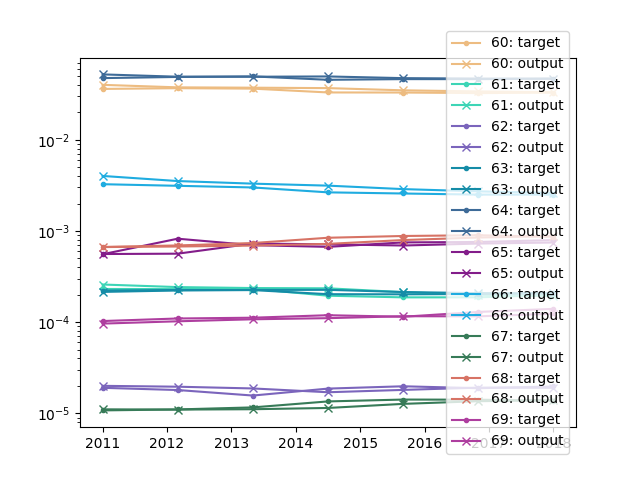 60: target
60: output
61: target
61: output
62: target
62: output
63: target
63: output
64: target
64: output
65: target
65: output
66: target
66: output
67: target
67: output
68: target
68: output
69: target
69: output
10⁻²
10⁻³
10⁻⁴
10⁻⁵
2011 2012 2013 2014 2015 2016 2017 2018